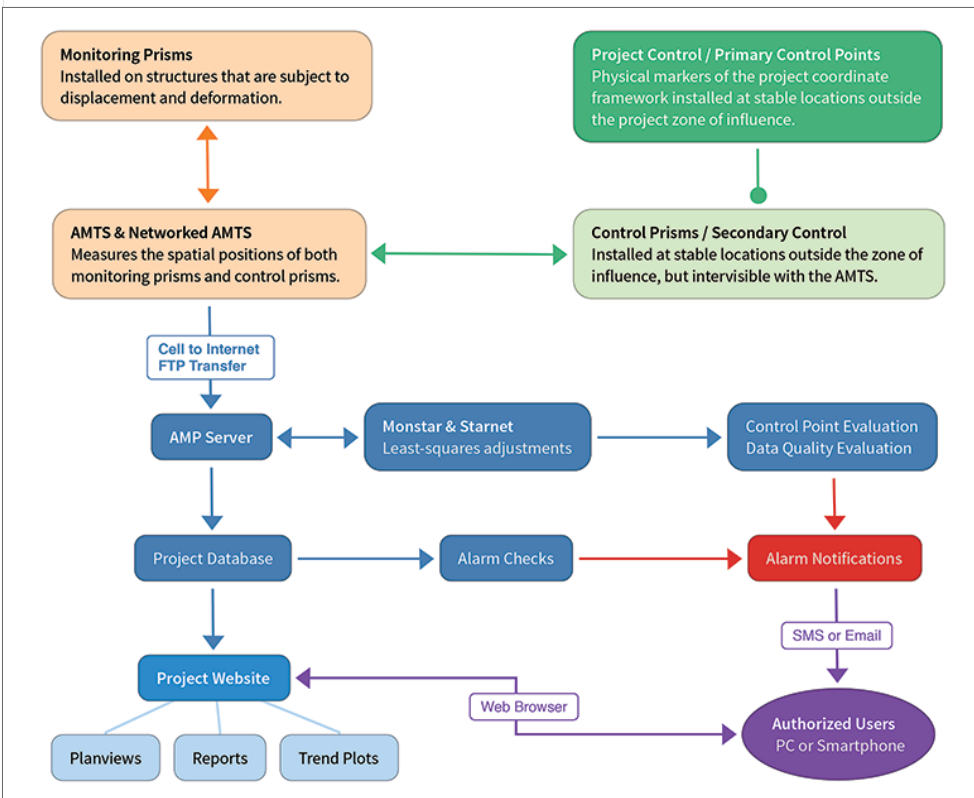 Monitoring Prisms
Installed on structures that are subject to
displacement and deformation.
Project Control / Primary Control Points
Physical markers of the project coordinate
framework installed at stable locations outside
the project zone of influence.
AMTS & Networked AMTS
Measures the spatial positions of both
monitoring prisms and control prisms.
Control Prisms / Secondary Control
Installed at stable locations outside the zone of
influence, but intervisible with the AMTS.
Cell to Internet
FTP Transfer
AMP Server
Monstar & Starnet
Least-squares adjustments
Control Point Evaluation
Data Quality Evaluation
Project Database
Alarm Checks
Alarm Notifications
SMS or Email
Project Website
Web Browser
Authorized Users
PC or Smartphone
Planviews
Reports
Trend Plots